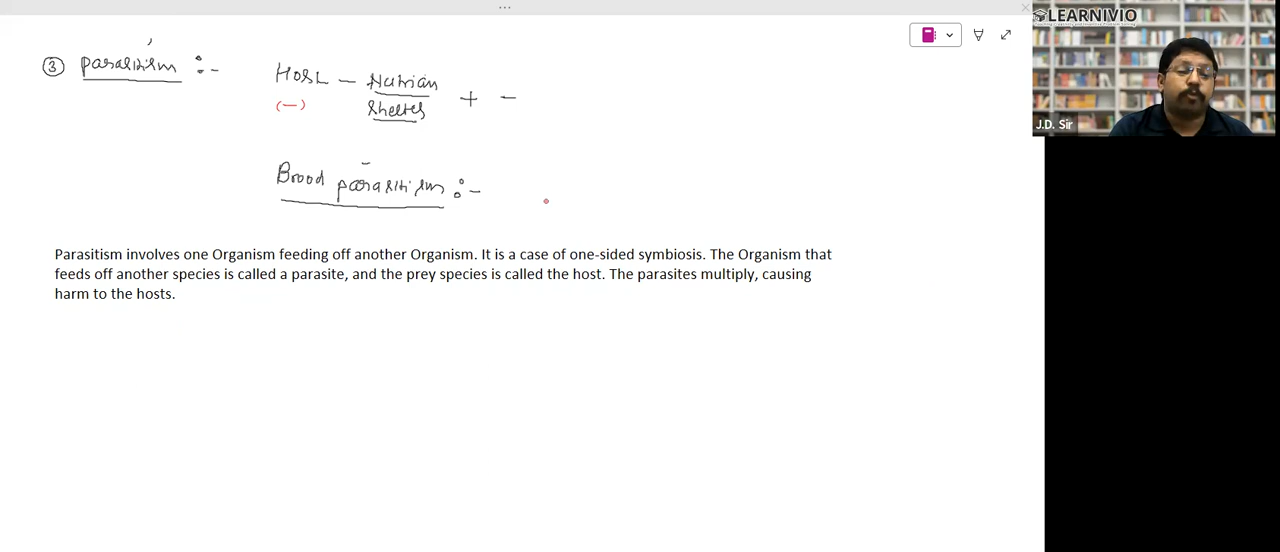 LEARNIVIO
③ parasitism :-
Host - Nutrian
(-) Shelter + -
Brood parasitism :-
J.D. Sir
Parasitism involves one Organism feeding off another Organism. It is a case of one-sided symbiosis. The Organism that
feeds off another species is called a parasite, and the prey species is called the host. The parasites multiply, causing
harm to the hosts.